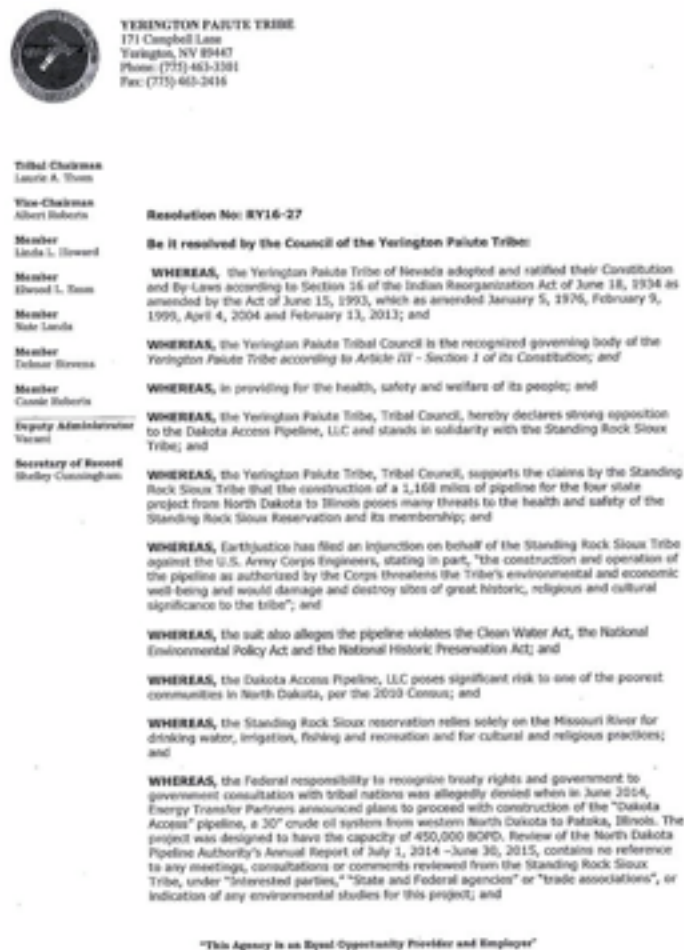 YERINGTON PAIUTE TRIBE
171 Campbell Lane
Yerington, NV 89447
Phone: (775) 463-3301
Fax: (775) 463-2416
Tribal Chairman
Laurie A. Thom
Vice-Chairman
Albert Roberts
Member
Linda L. Howard
Member
Elwood L. Emm
Member
Nate Landa
Member
Delmar Stevens
Member
Cassie Roberts
Deputy Administrator
Vacant
Secretary of Record
Shelley Cunningham
Resolution No: RY16-27
Be it resolved by the Council of the Yerington Paiute Tribe:
WHEREAS, the Yerington Paiute Tribe of Nevada adopted and ratified their Constitution
and By-Laws according to Section 16 of the Indian Reorganization Act of June 18, 1934 as
amended by the Act of June 15, 1993, which as amended January 5, 1976, February 9,
1999, April 4, 2004 and February 13, 2013; and
WHEREAS, the Yerington Paiute Tribal Council is the recognized governing body of the
Yerington Paiute Tribe according to Article III – Section 1 of its Constitution; and
WHEREAS, in providing for the health, safety and welfare of its people; and
WHEREAS, the Yerington Paiute Tribe, Tribal Council, hereby declares strong opposition
to the Dakota Access Pipeline, LLC and stands in solidarity with the Standing Rock Sioux
Tribe; and
WHEREAS, the Yerington Paiute Tribe, Tribal Council, supports the claims by the Standing
Rock Sioux Tribe that the construction of a 1,168 miles of pipeline for the four state
project from North Dakota to Illinois poses many threats to the health and safety of the
Standing Rock Sioux Reservation and its membership; and
WHEREAS, Earthjustice has filed an injunction on behalf of the Standing Rock Sioux Tribe
against the U.S. Army Corps Engineers, stating in part, "the construction and operation of
the pipeline as authorized by the Corps threatens the Tribe's environmental and economic
well-being and would damage and destroy sites of great historic, religious and cultural
significance to the tribe"; and
WHEREAS, the suit also alleges the pipeline violates the Clean Water Act, the National
Environmental Policy Act and the National Historic Preservation Act; and
WHEREAS, the Dakota Access Pipeline, LLC poses significant risk to one of the poorest
communities in North Dakota, per the 2010 Census; and
WHEREAS, the Standing Rock Sioux reservation relies solely on the Missouri River for
drinking water, irrigation, fishing and recreation and for cultural and religious practices;
and
WHEREAS, the Federal responsibility to recognize treaty rights and government to
government consultation with tribal nations was allegedly denied when in June 2014,
Energy Transfer Partners announced plans to proceed with construction of the "Dakota
Access" pipeline, a 30" crude oil system from western North Dakota to Patoka, Illinois. The
project was designed to have the capacity of 450,000 BOPD. Review of the North Dakota
Pipeline Authority's Annual Report of July 1, 2014 –June 30, 2015, contains no reference
to any meetings, consultations or comments reviewed from the Standing Rock Sioux
Tribe, under "Interested parties," "State and Federal agencies" or "trade associations", or
indication of any environmental studies for this project; and
"This Agency is an Equal Opportunity Provider and Employer"